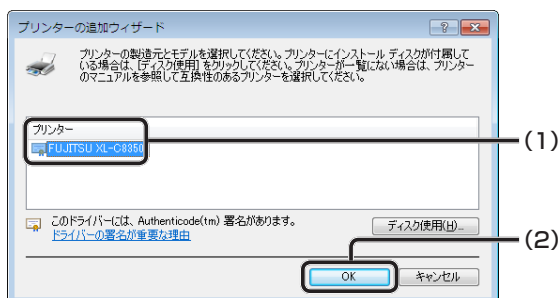 プリンターの追加ウィザード
プリンターの製造元とモデルを選択してください。プリンターにインストール ディスクが付属して
いる場合は、[ディスク使用] をクリックしてください。プリンターが一覧にない場合は、プリンター
のマニュアルを参照して互換性のあるプリンターを選択してください。
プリンター
FUJITSU XL-C8350
(1)
このドライバーには、Authenticode(tm) 署名があります。
ディスク使用(H)...
ドライバーの署名が重要な理由
(2)
OK
キャンセル